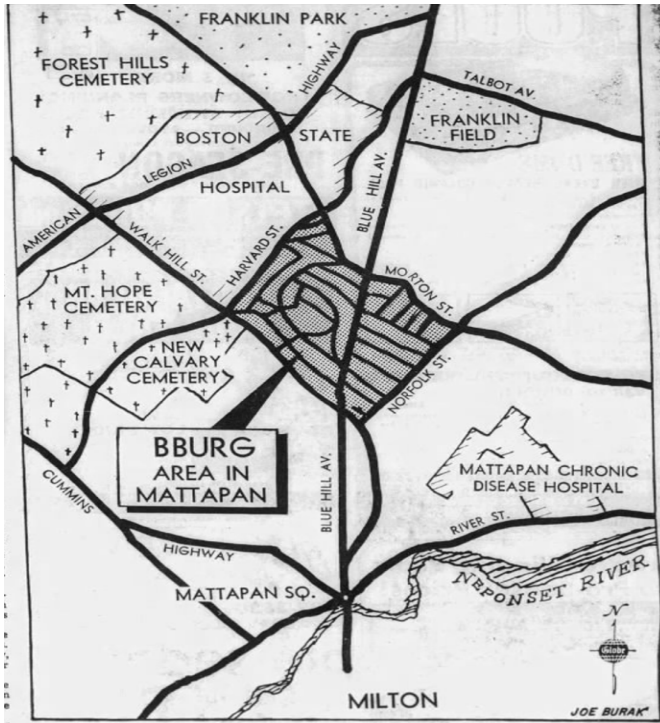 FRANKLIN PARK
FOREST HILLS
CEMETERY
HIGHWAY
TALBOT AV.
BOSTON
STATE
FRANKLIN
FIELD
LEGION
HOSPITAL
AMERICAN
BLUE HILL AV.
WALK HILL ST.
HARVARD ST.
MORTON ST.
MT. HOPE
CEMETERY
NEW
CALVARY
CEMETERY
NORFOLK ST.
BBURG
AREA IN
MATTAPAN
MATTAPAN CHRONIC
DISEASE HOSPITAL
CUMMINS
BLUE HILL AV.
RIVER ST.
HIGHWAY
NEPONSET RIVER
MATTAPAN SQ.
N
Globe
MILTON
JOE BURAK